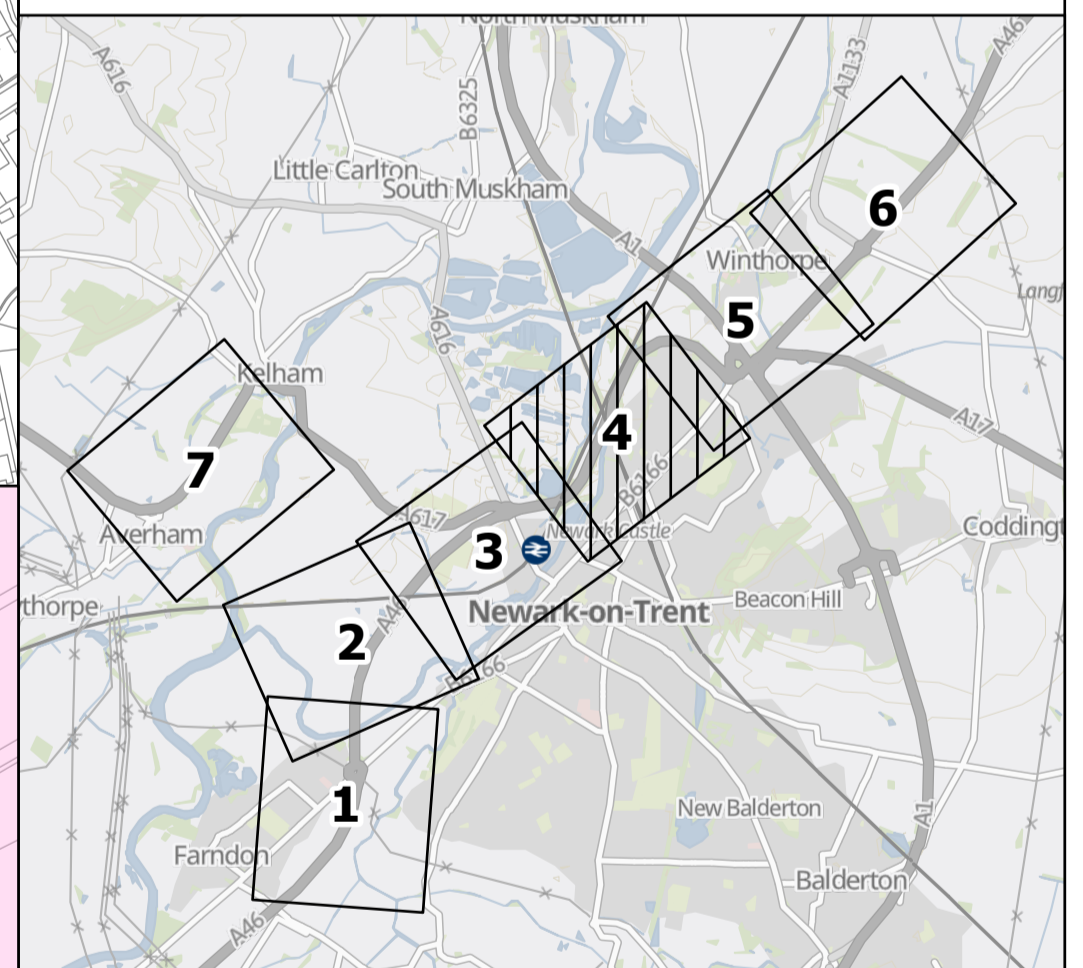 North Muskham
A46
A616
A1133
B6325
Little Carlton
South Muskham
6
A1
Winthorpe
Langf
5
A616
Kelham
A17
4
7
B6166
A617
Averham
Newark Castle
3
Coddingt
thorpe
A46
Newark-on-Trent
Beacon Hill
2
B6166
1
New Balderton
A1
Farndon
Balderton
A46